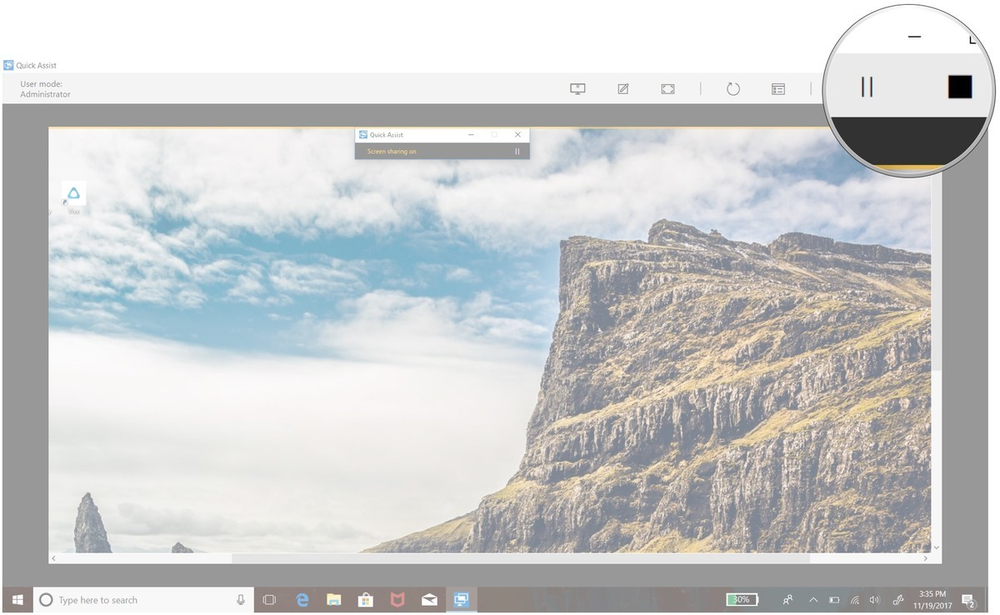 Quick Assist
User mode:
Administrator
Quick Assist
Screen sharing on
Type here to search
30%
3:35 PM
11/19/2017
2